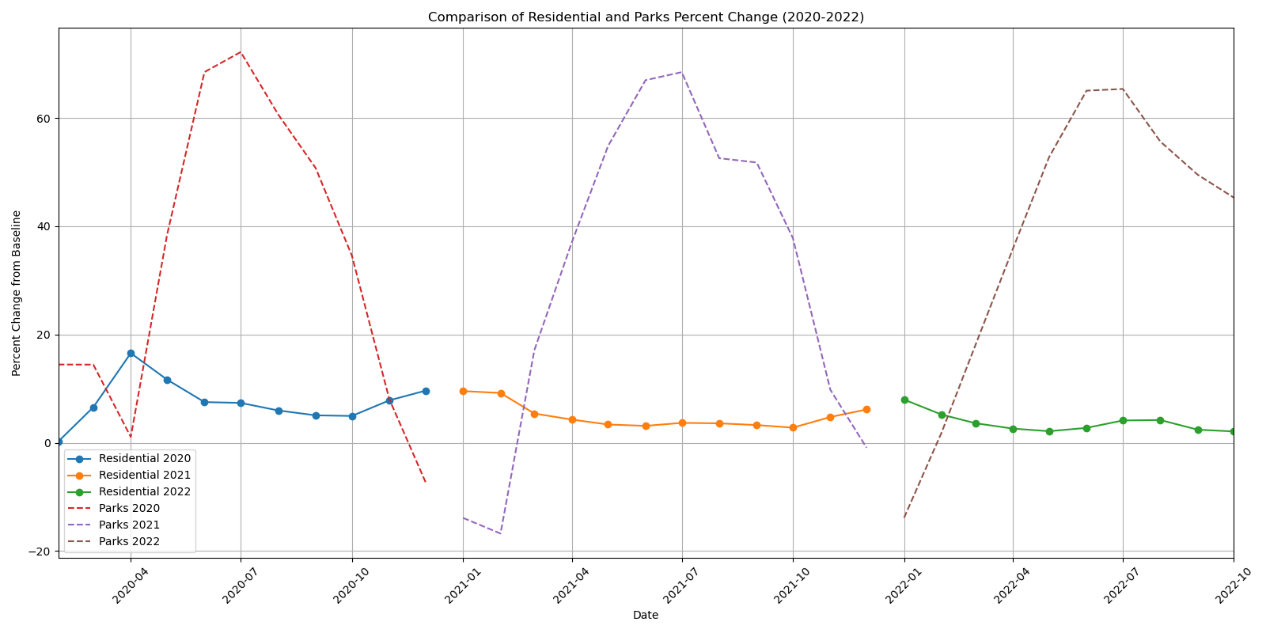 Comparison of Residential and Parks Percent Change (2020-2022)
Percent Change from Baseline
60
40
20
0
−20
Residential 2020
Residential 2021
Residential 2022
Parks 2020
Parks 2021
Parks 2022
2020-04
2020-07
2020-10
2021-01
2021-04
2021-07
2021-10
2022-01
2022-04
2022-07
2022-10
Date